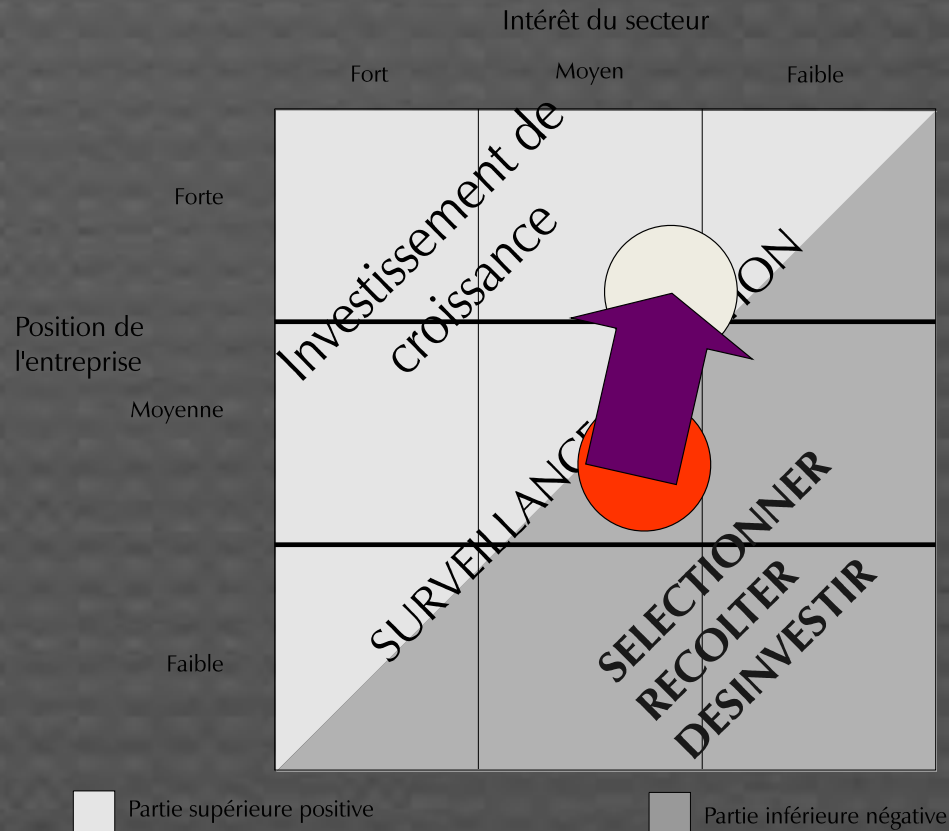 Intérêt du secteur
Fort
Moyen
Faible
Investissement de
croissance
Forte
Position de
l'entreprise
Moyenne
Faible
SURVEILLANCE
ION
SELECTIONNER
RECOLTER
DESINVESTIR
Partie supérieure positive
Partie inférieure négative